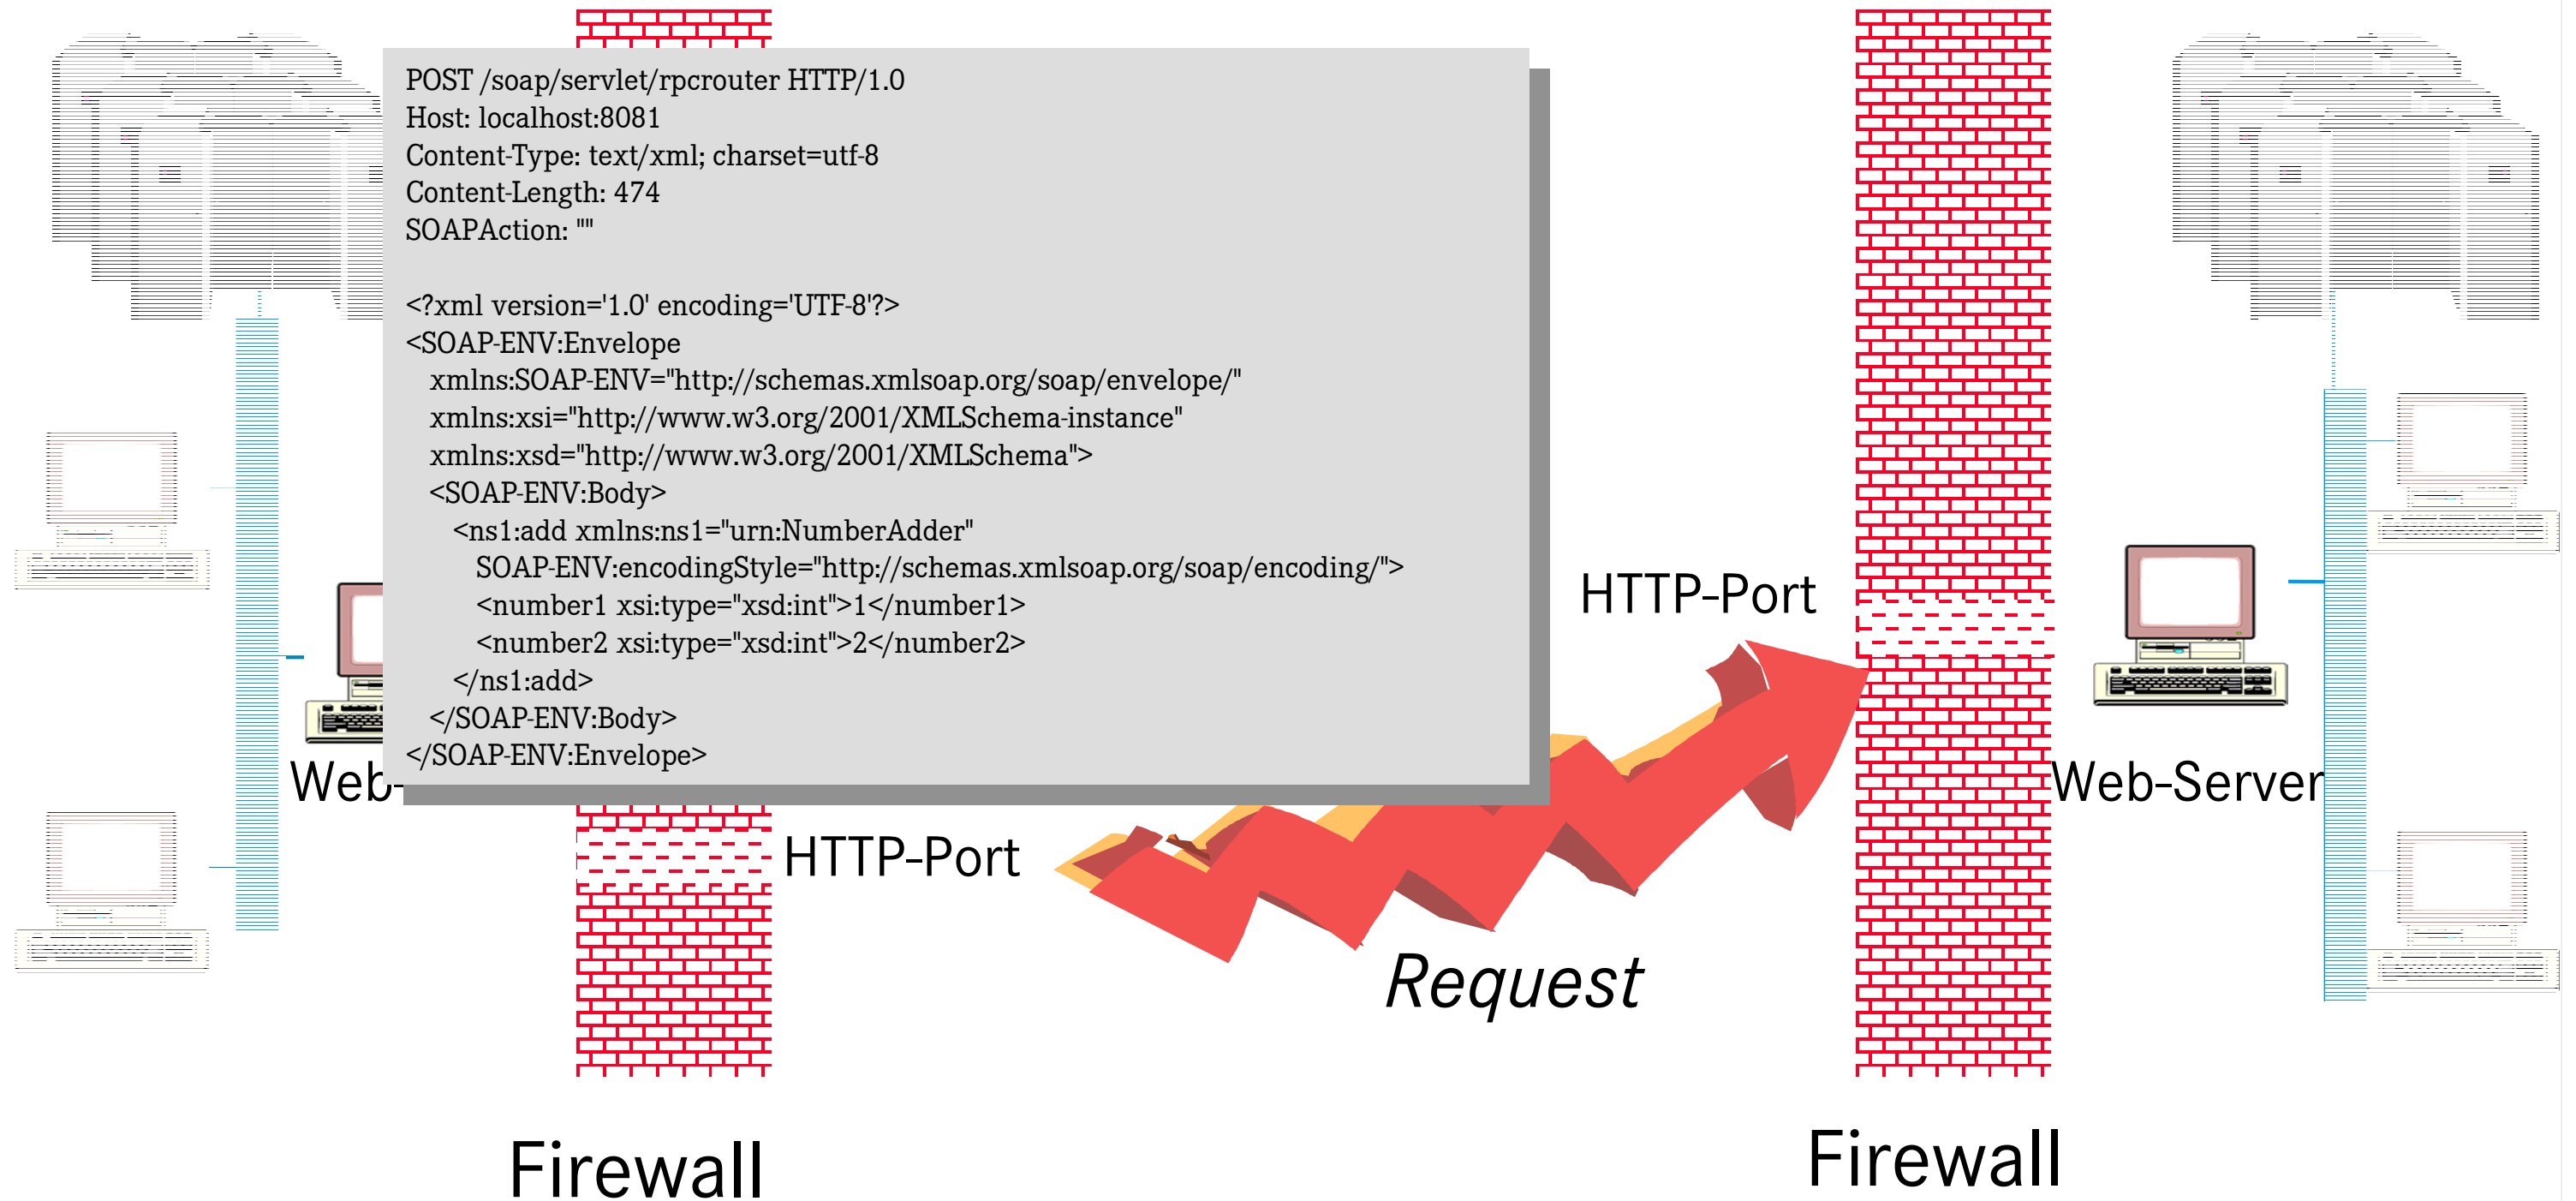 POST /soap/servlet/rpcrouter HTTP/1.0
Host: localhost:8081
Content-Type: text/xml; charset=utf-8
Content-Length: 474
SOAPAction: ""
<?xml version='1.0' encoding='UTF-8'?>
<SOAP-ENV:Envelope
xmlns:SOAP-ENV="http://schemas.xmlsoap.org/soap/envelope/"
xmlns:xsi="http://www.w3.org/2001/XMLSchema-instance"
xmlns:xsd="http://www.w3.org/2001/XMLSchema">
<SOAP-ENV:Body>
<ns1:add xmlns:ns1="urn:NumberAdder"
SOAP-ENV:encodingStyle="http://schemas.xmlsoap.org/soap/encoding/">
<number1 xsi:type="xsd:int">1</number1>
<number2 xsi:type="xsd:int">2</number2>
</ns1:add>
</SOAP-ENV:Body>
</SOAP-ENV:Envelope>
HTTP-Port
Web-
Web-Server
HTTP-Port
Request
Firewall
Firewall